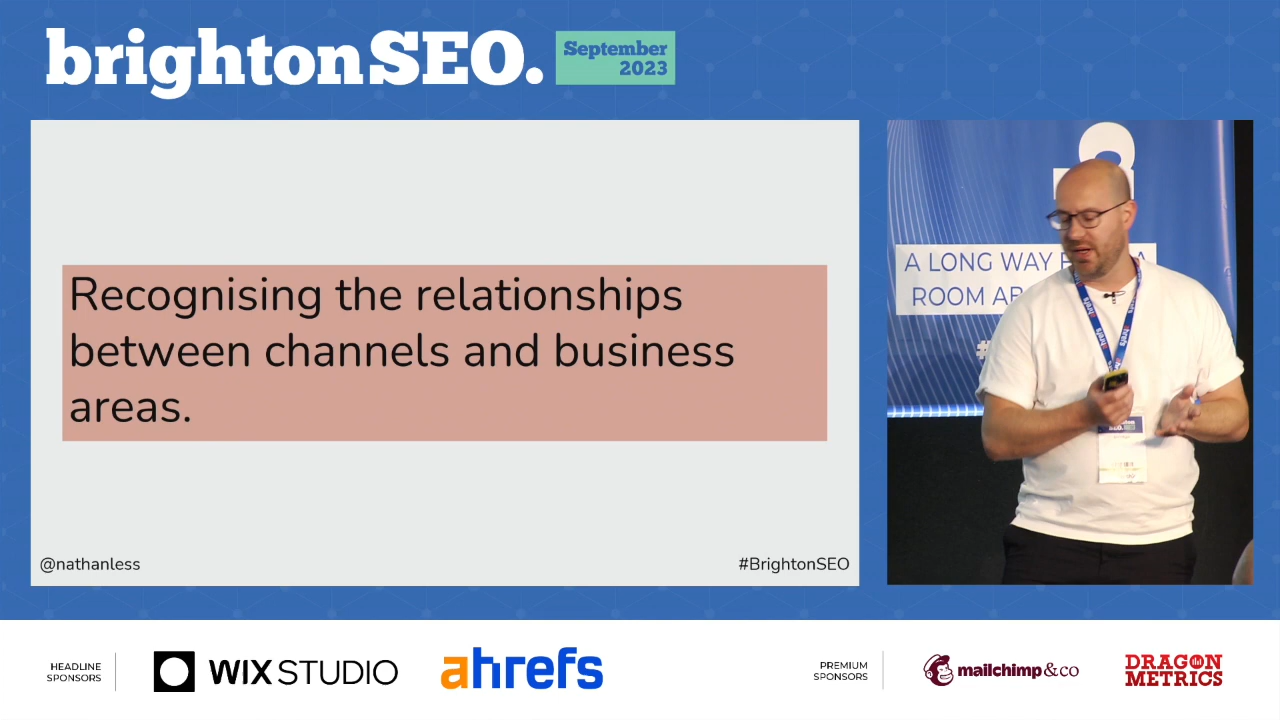 brightonSEO.
September
2023
Recognising the relationships
between channels and business
areas.
@nathanless
#BrightonSEO
A LONG WAY
ROOM
HEADLINE
SPONSORS
WIX STUDIO
ahrefs
PREMIUM
SPONSORS
mailchimp&co
DRAGON
METRICS